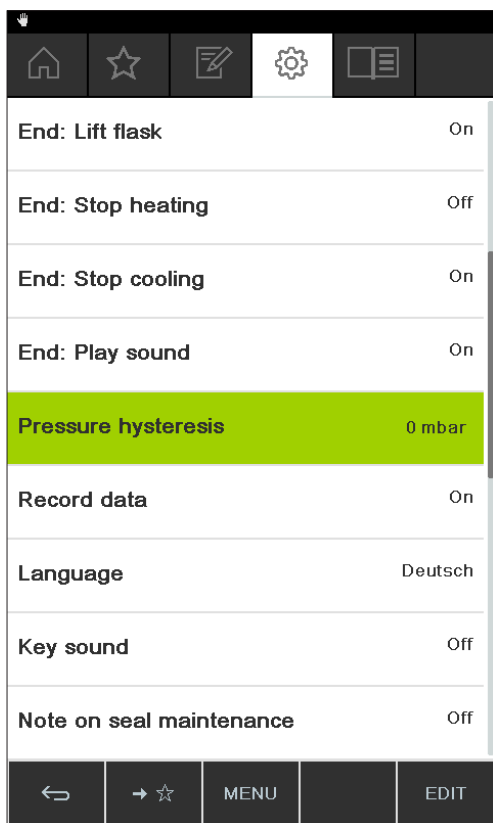 End: Lift flask On
End: Stop heating Off
End: Stop cooling On
End: Play sound On
Pressure hysteresis 0 mbar
Record data On
Language Deutsch
Key sound Off
Note on seal maintenance Off
MENU EDIT